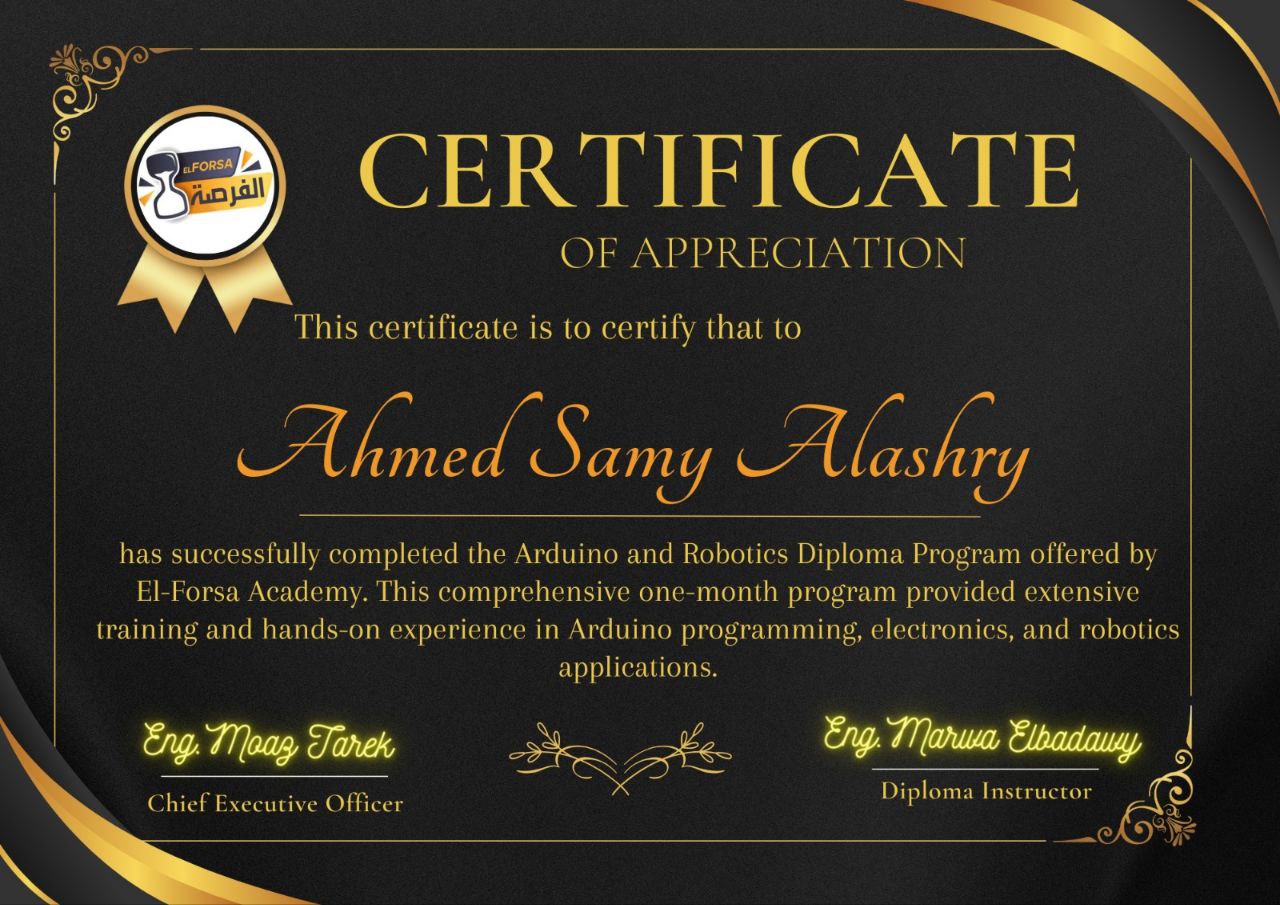 ELFORSA
الفرصة
CERTIFICATE
OF APPRECIATION
This certificate is to certify that to
Ahmed Samy Alashry
has successfully completed the Arduino and Robotics Diploma Program offered by
El-Forsa Academy. This comprehensive one-month program provided extensive
training and hands-on experience in Arduino programming, electronics, and robotics
applications.
Eng. Moaz Tarek
Chief Executive Officer
Eng. Marwa Elbadawy
Diploma Instructor